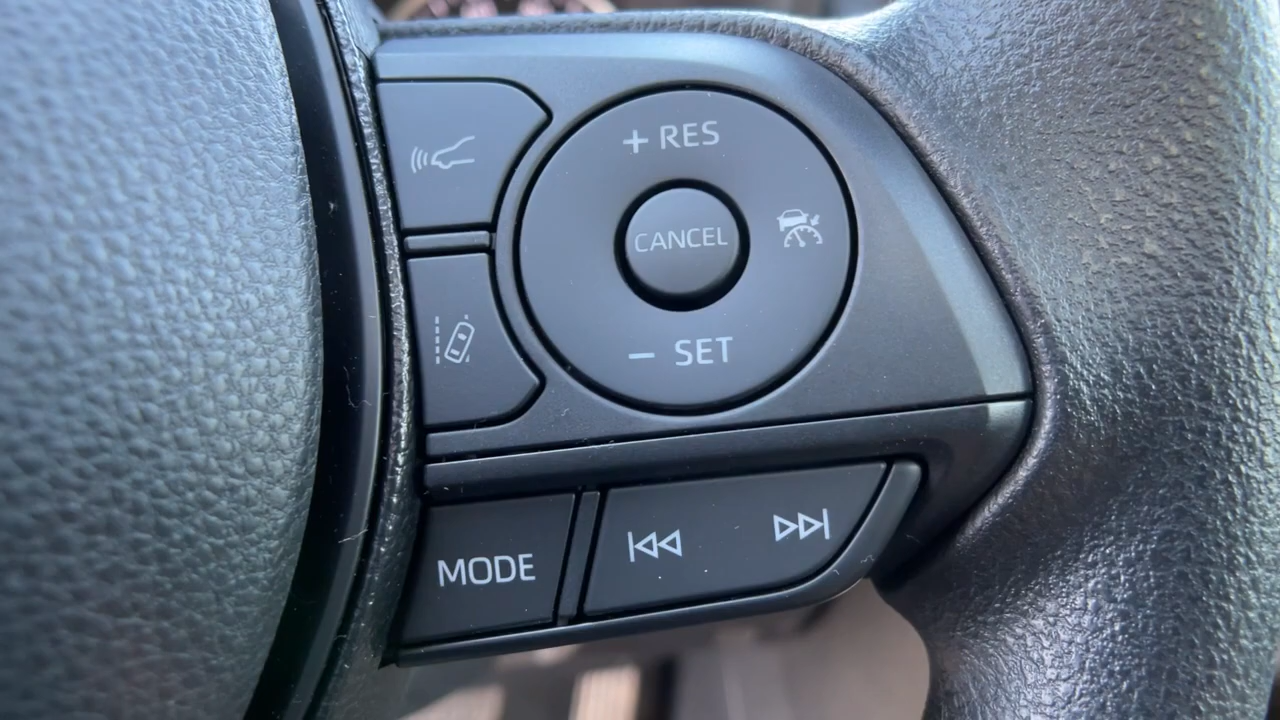 + RES
CANCEL
– SET
MODE